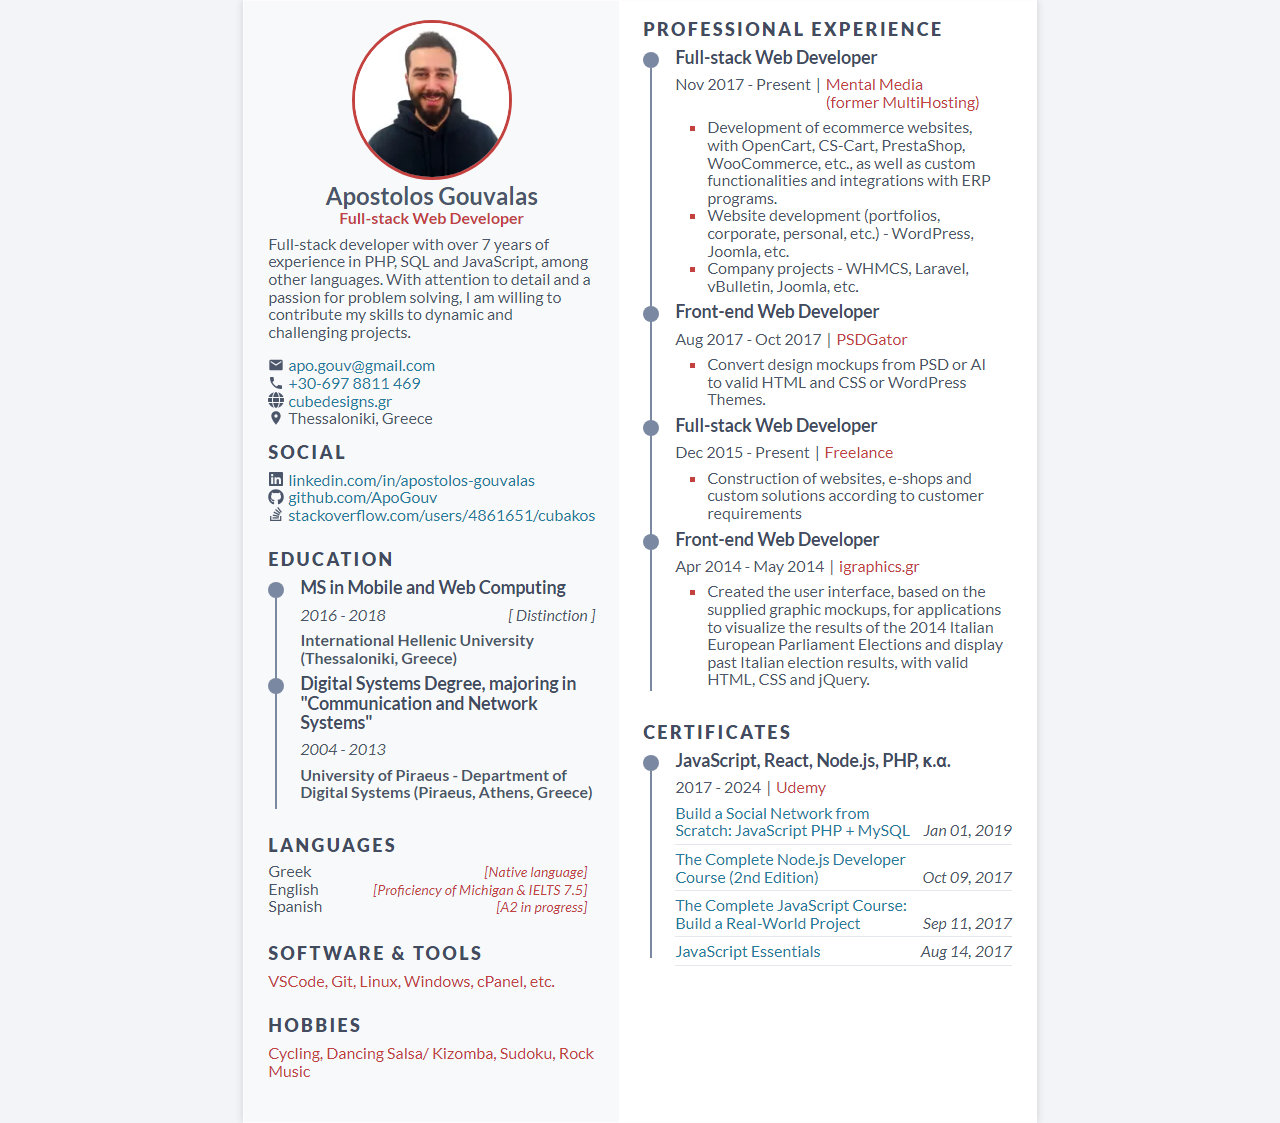 Apostolos Gouvalas
Full-stack Web Developer
Full-stack developer with over 7 years of
experience in PHP, SQL and JavaScript, among
other languages. With attention to detail and a
passion for problem solving, I am willing to
contribute my skills to dynamic and
challenging projects.
apo.gouv@gmail.com
+30-697 8811 469
cubedesigns.gr
Thessaloniki, Greece
SOCIAL
linkedin.com/in/apostolos-gouvalas
github.com/ApoGouv
stackoverflow.com/users/4861651/cubakos
EDUCATION
MS in Mobile and Web Computing
2016 - 2018 [ Distinction ]
International Hellenic University
(Thessaloniki, Greece)
Digital Systems Degree, majoring in
"Communication and Network
Systems"
2004 - 2013
University of Piraeus - Department of
Digital Systems (Piraeus, Athens, Greece)
LANGUAGES
Greek [Native language]
English [Proficiency of Michigan & IELTS 7.5]
Spanish [A2 in progress]
SOFTWARE & TOOLS
VSCode, Git, Linux, Windows, cPanel, etc.
HOBBIES
Cycling, Dancing Salsa/ Kizomba, Sudoku, Rock
Music
PROFESSIONAL EXPERIENCE
Full-stack Web Developer
Nov 2017 - Present | Mental Media
(former MultiHosting)
Development of ecommerce websites,
with OpenCart, CS-Cart, PrestaShop,
WooCommerce, etc., as well as custom
functionalities and integrations with ERP
programs.
Website development (portfolios,
corporate, personal, etc.) - WordPress,
Joomla, etc.
Company projects - WHMCS, Laravel,
vBulletin, Joomla, etc.
Front-end Web Developer
Aug 2017 - Oct 2017 | PSDGator
Convert design mockups from PSD or AI
to valid HTML and CSS or WordPress
Themes.
Full-stack Web Developer
Dec 2015 - Present | Freelance
Construction of websites, e-shops and
custom solutions according to customer
requirements
Front-end Web Developer
Apr 2014 - May 2014 | igraphics.gr
Created the user interface, based on the
supplied graphic mockups, for applications
to visualize the results of the 2014 Italian
European Parliament Elections and display
past Italian election results, with valid
HTML, CSS and jQuery.
CERTIFICATES
JavaScript, React, Node.js, PHP, κ.α.
2017 - 2024 | Udemy
Build a Social Network from
Scratch: JavaScript PHP + MySQL Jan 01, 2019
The Complete Node.js Developer
Course (2nd Edition) Oct 09, 2017
The Complete JavaScript Course:
Build a Real-World Project Sep 11, 2017
JavaScript Essentials Aug 14, 2017